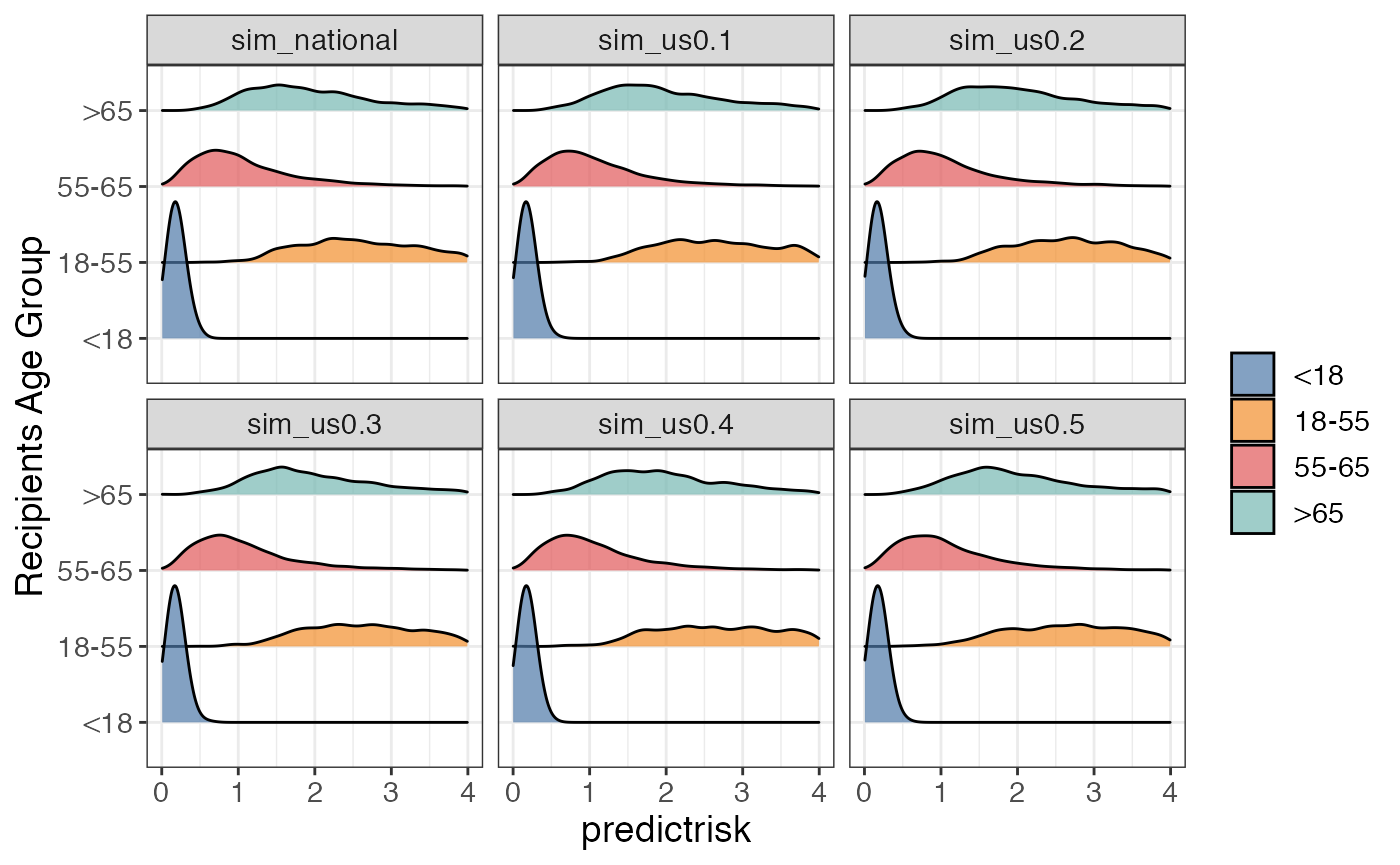 sim_national sim_us0.1 sim_us0.2
>65
55-65
18-55
<18
sim_us0.3 sim_us0.4 sim_us0.5
>65
55-65
18-55
<18
0 1 2 3 4 0 1 2 3 4 0 1 2 3 4
predictrisk
Recipients Age Group
<18
18-55
55-65
>65